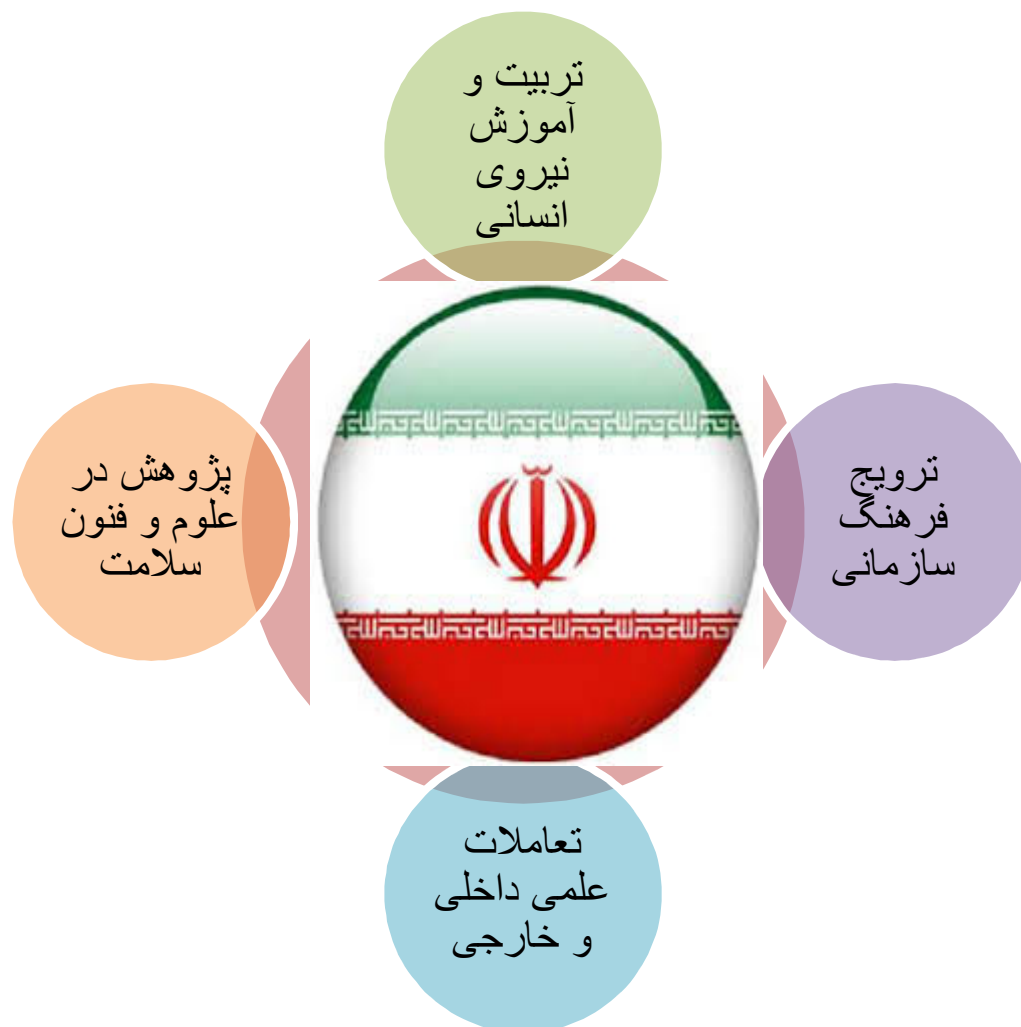 تربیت و
آموزش
نیروی
انسانی
ترویج
فرهنگ
سازمانی
پژوهش در
علوم و فنون
سلامت
تعاملات
علمی داخلی
و خارجی